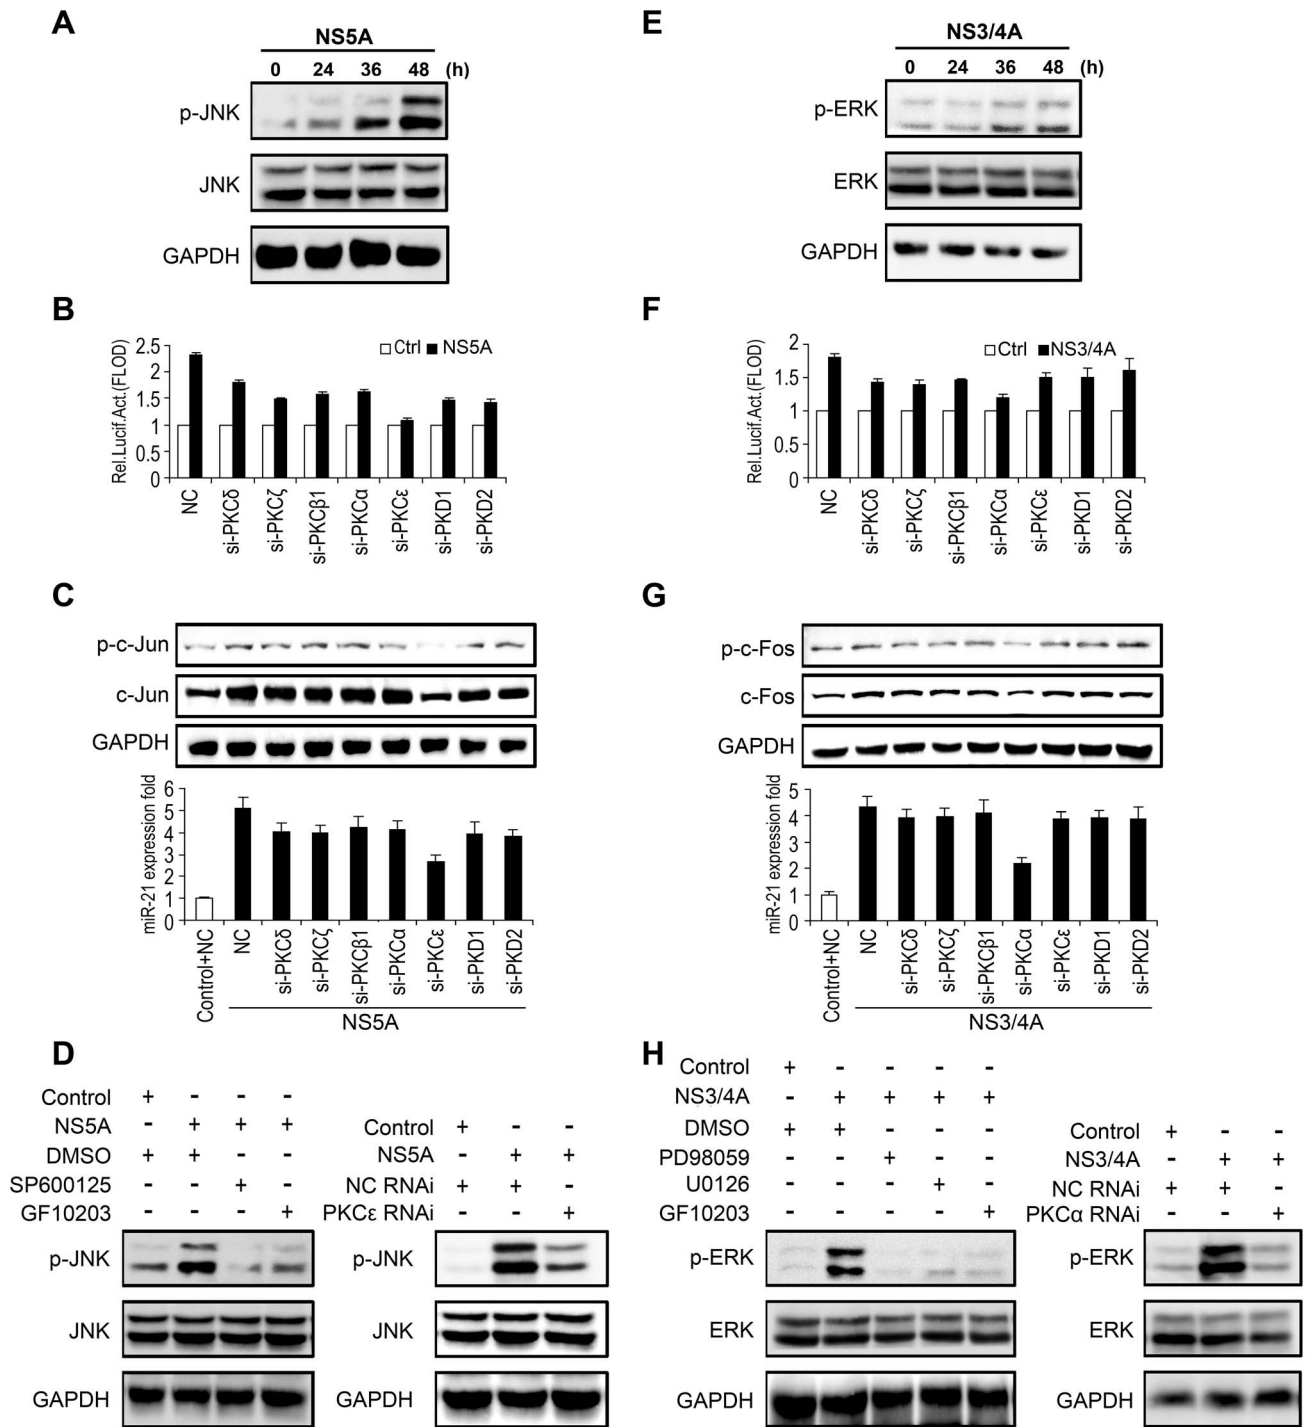 A
NS5A
0 24 36 48 (h)
p-JNK
JNK
GAPDH
E
NS3/4A
0 24 36 48 (h)
p-ERK
ERK
GAPDH
B
Rel.Lucif.Act.(FLOD)
2.5
2
1.5
1
0.5
0
Ctrl NS5A
NC si-PKCδ si-PKCζ si-PKCβ1 si-PKCα si-PKCε si-PKD1 si-PKD2
F
Rel.Lucif.Act.(FLOD)
2
1.5
1
0.5
0
Ctrl NS3/4A
NC si-PKCδ si-PKCζ si-PKCβ1 si-PKCα si-PKCε si-PKD1 si-PKD2
C
p-c-Jun
c-Jun
GAPDH
miR-21 expression fold
6
5
4
3
2
1
0
Control+NC NC si-PKCδ si-PKCζ si-PKCβ1 si-PKCα si-PKCε si-PKD1 si-PKD2
NS5A
G
p-c-Fos
c-Fos
GAPDH
miR-21 expression fold
5
4
3
2
1
0
Control+NC NC si-PKCδ si-PKCζ si-PKCβ1 si-PKCα si-PKCε si-PKD1 si-PKD2
NS3/4A
D
Control + - - -
NS5A - + + +
DMSO + + - -
SP600125 - - + -
GF10203 - - - +
p-JNK
JNK
GAPDH
Control + - -
NS5A - + +
NC RNAi + + -
PKCε RNAi - - +
p-JNK
JNK
GAPDH
H
Control + - - - -
NS3/4A - + + + +
DMSO + + - - -
PD98059 - - + - -
U0126 - - - + -
GF10203 - - - - +
p-ERK
ERK
GAPDH
Control + - -
NS3/4A - + +
NC RNAi + + -
PKCα RNAi - - +
p-ERK
ERK
GAPDH